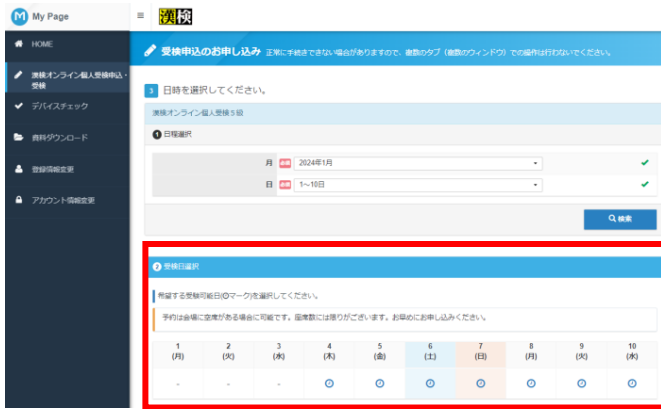 M My Page
漢検
HOME
漢検オンライン個人受検申込・
受検
デバイスチェック
資料ダウンロード
登録情報変更
アカウント情報変更
受検申込のお申し込み 正常に手続きできない場合がありますので、複数のタブ(複数のウィンドウ)での操作は行わないでください。
3 日時を選択してください。
漢検オンライン個人受検5級
1 日程選択
月 必須 2024年1月
日 必須 1～10日
検索
2 受検日選択
希望する受験可能日(マーク)を選択してください。
予約は会場に空席がある場合に可能です。座席数には限りがございます。お早めにお申し込みください。
1 2 3 4 5 6 7 8 9 10
(月) (火) (水) (木) (金) (土) (日) (月) (火) (水)
- - -